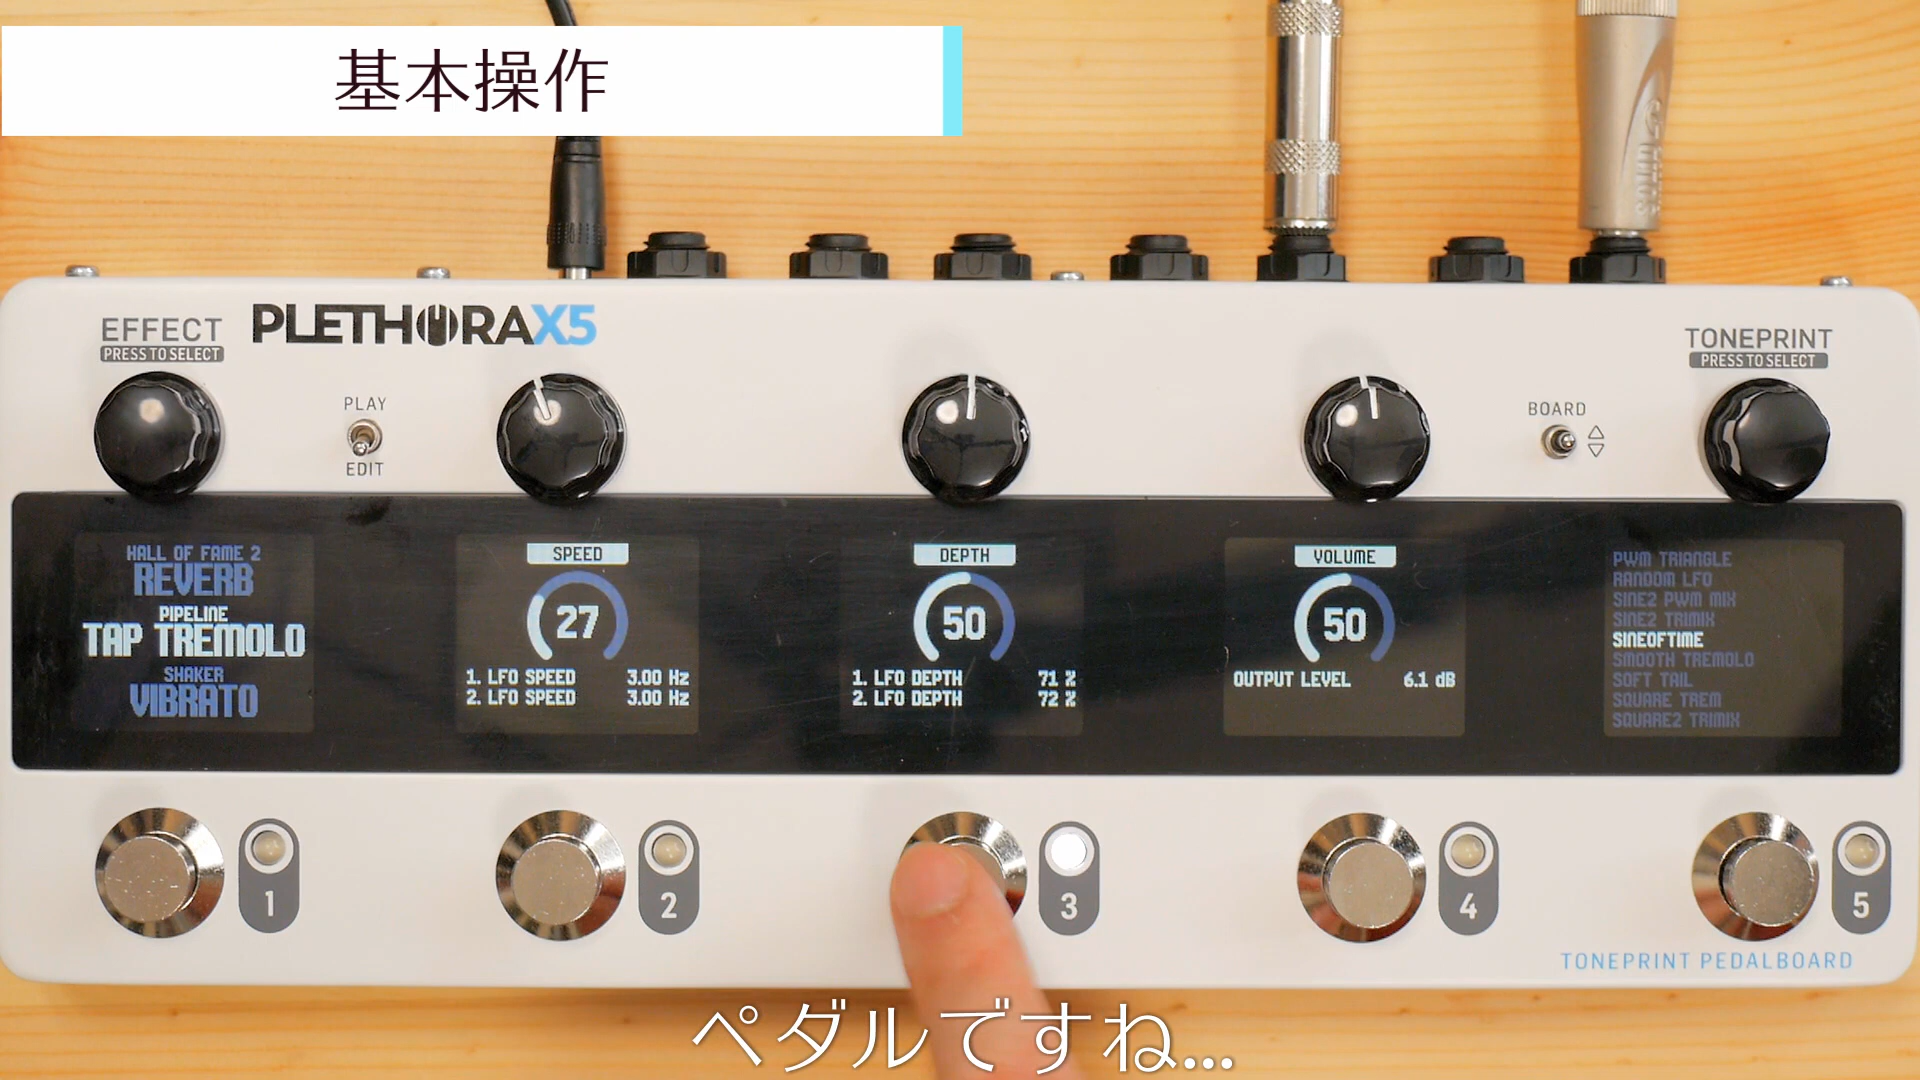 基本操作
EFFECT
PRESS TO SELECT
PLETHORAX5
PLAY
EDIT
BOARD
TONEPRINT
PRESS TO SELECT
HALL OF FAME 2
REVERB
PIPELINE
TAP TREMOLO
SHAKER
VIBRATO
SPEED
27
1. LFO SPEED 3.00 Hz
2. LFO SPEED 3.00 Hz
DEPTH
50
1. LFO DEPTH 71 %
2. LFO DEPTH 72 %
VOLUME
50
OUTPUT LEVEL 6.1 dB
PWM TRIANGLE
RANDOM LFO
SINE2 PWM MIX
SINE2 TRIMIX
SINEOFTIME
SMOOTH TREMOLO
SOFT TAIL
SQUARE TREM
SQUARE2 TRIMIX
1
2
3
4
5
TONEPRINT PEDALBOARD
ペダルですね...